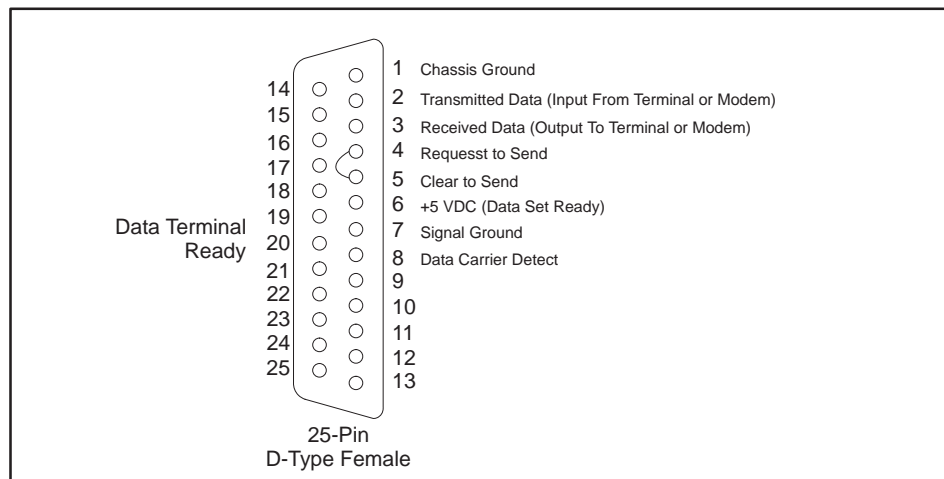 1 Chassis Ground
14
2 Transmitted Data (Input From Terminal or Modem)
15
3 Received Data (Output To Terminal or Modem)
16
4 Requesst to Send
17
5 Clear to Send
18
6 +5 VDC (Data Set Ready)
19
7 Signal Ground
Data Terminal
Ready
20
8 Data Carrier Detect
21
9
22
10
23
11
24
12
25
13
25-Pin
D-Type Female